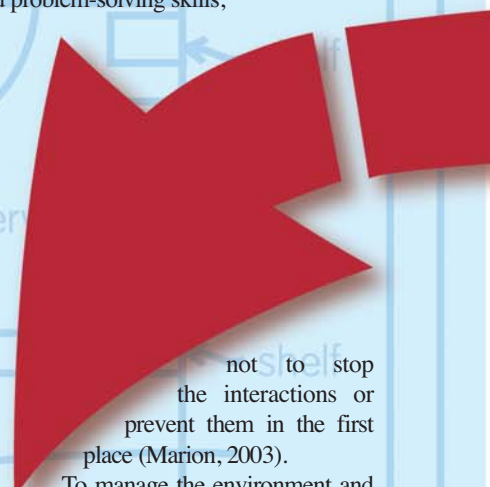 problem-solving skills,
not to stop
the interactions or
prevent them in the first
place (Marion, 2003).
To manage the environment and
shelf